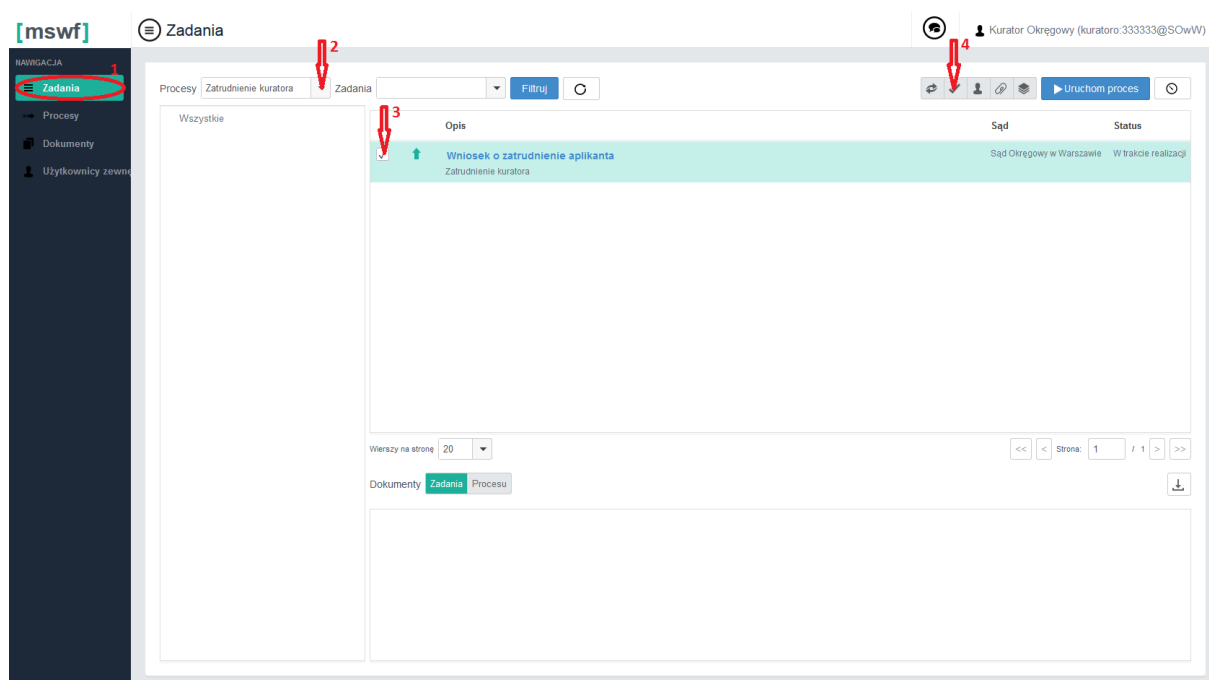 [mswf]
Zadania
Kurator Okręgowy (kuratoro:333333@SOwW)
NAWIGACJA
1
2
4
Zadania
Procesy
Dokumenty
Użytkownicy zewnę
Procesy Zatrudnienie kuratora Zadania Filtruj Uruchom proces
Wszystkie
3
Opis Sąd Status
Wniosek o zatrudnienie aplikanta Sąd Okręgowy w Warszawie W trakcie realizacji
Zatrudnienie kuratora
Wierszy na stronę 20 << < Strona: 1 / 1 > >>
Dokumenty Zadania Procesu